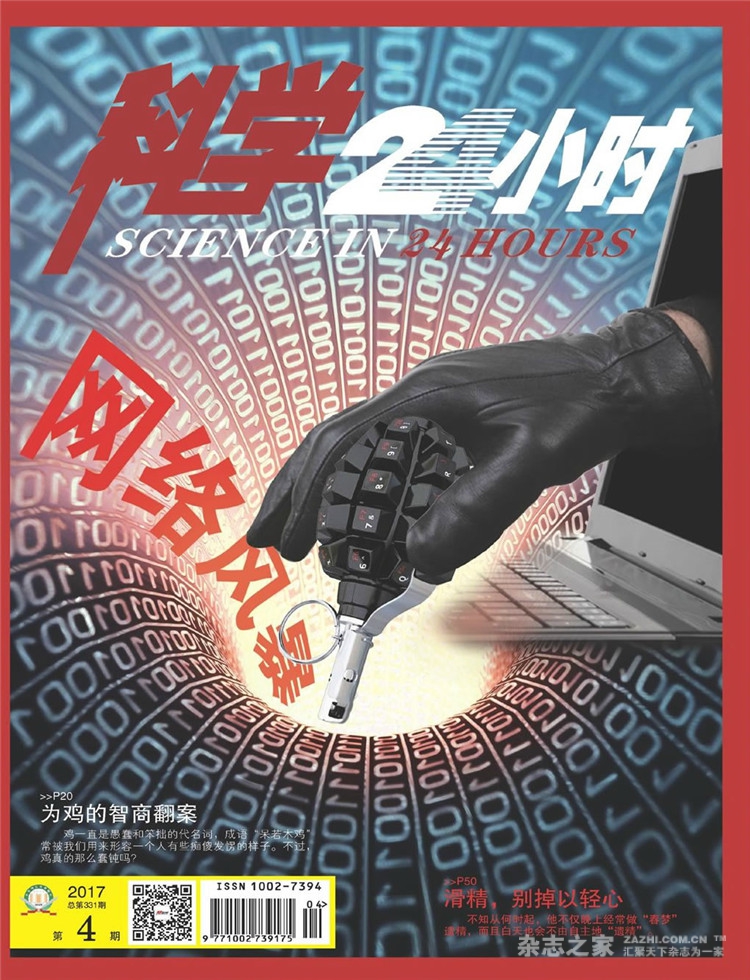 科学24小时
SCIENCE IN 24 HOURS
网络风暴
>>P20
为鸡的智商翻案
鸡一直是愚蠢和笨拙的代名词，成语“呆若木鸡”
常被我们用来形容一个人有些痴傻发愣的样子。不过，
鸡真的那么蠢钝吗？
>>P50
滑精，别掉以轻心
不知从何时起，他不仅晚上经常做“春梦”
遗精，而且白天也会不由自主地“遗精”
2017
总第331期
第 4 期
ISSN 1002-7394
04>
9 771002 739175
杂志之家 ZAZHI.COM.CN ™
汇聚天下杂志为一家